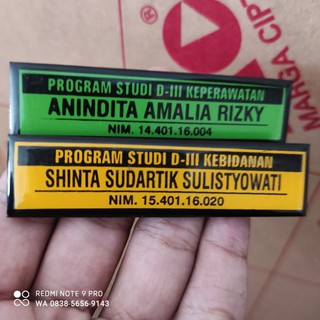 MARGA CIPT
PROGRAM STUDI D-III KEPERAWATAN
ANINDITA AMALIA RIZKY
NIM. 14.401.16.004
PROGRAM STUDI D-III KEBIDANAN
SHINTA SUDARTIK SULISTYOWATI
NIM. 15.401.16.020
REDMI NOTE 9 PRO
WA 0838-5656-9143